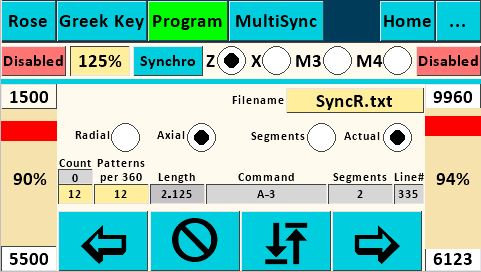 Rose Greek Key Program MultiSync Home ...
Disabled 125% Synchro Z X M3 M4 Disabled
1500 Filename SyncR.txt 9960
Radial Axial Segments Actual
90% 94%
Count Patterns per 360 Length Command Segments Line#
0
12 12 2.125 A-3 2 335
5500 6123